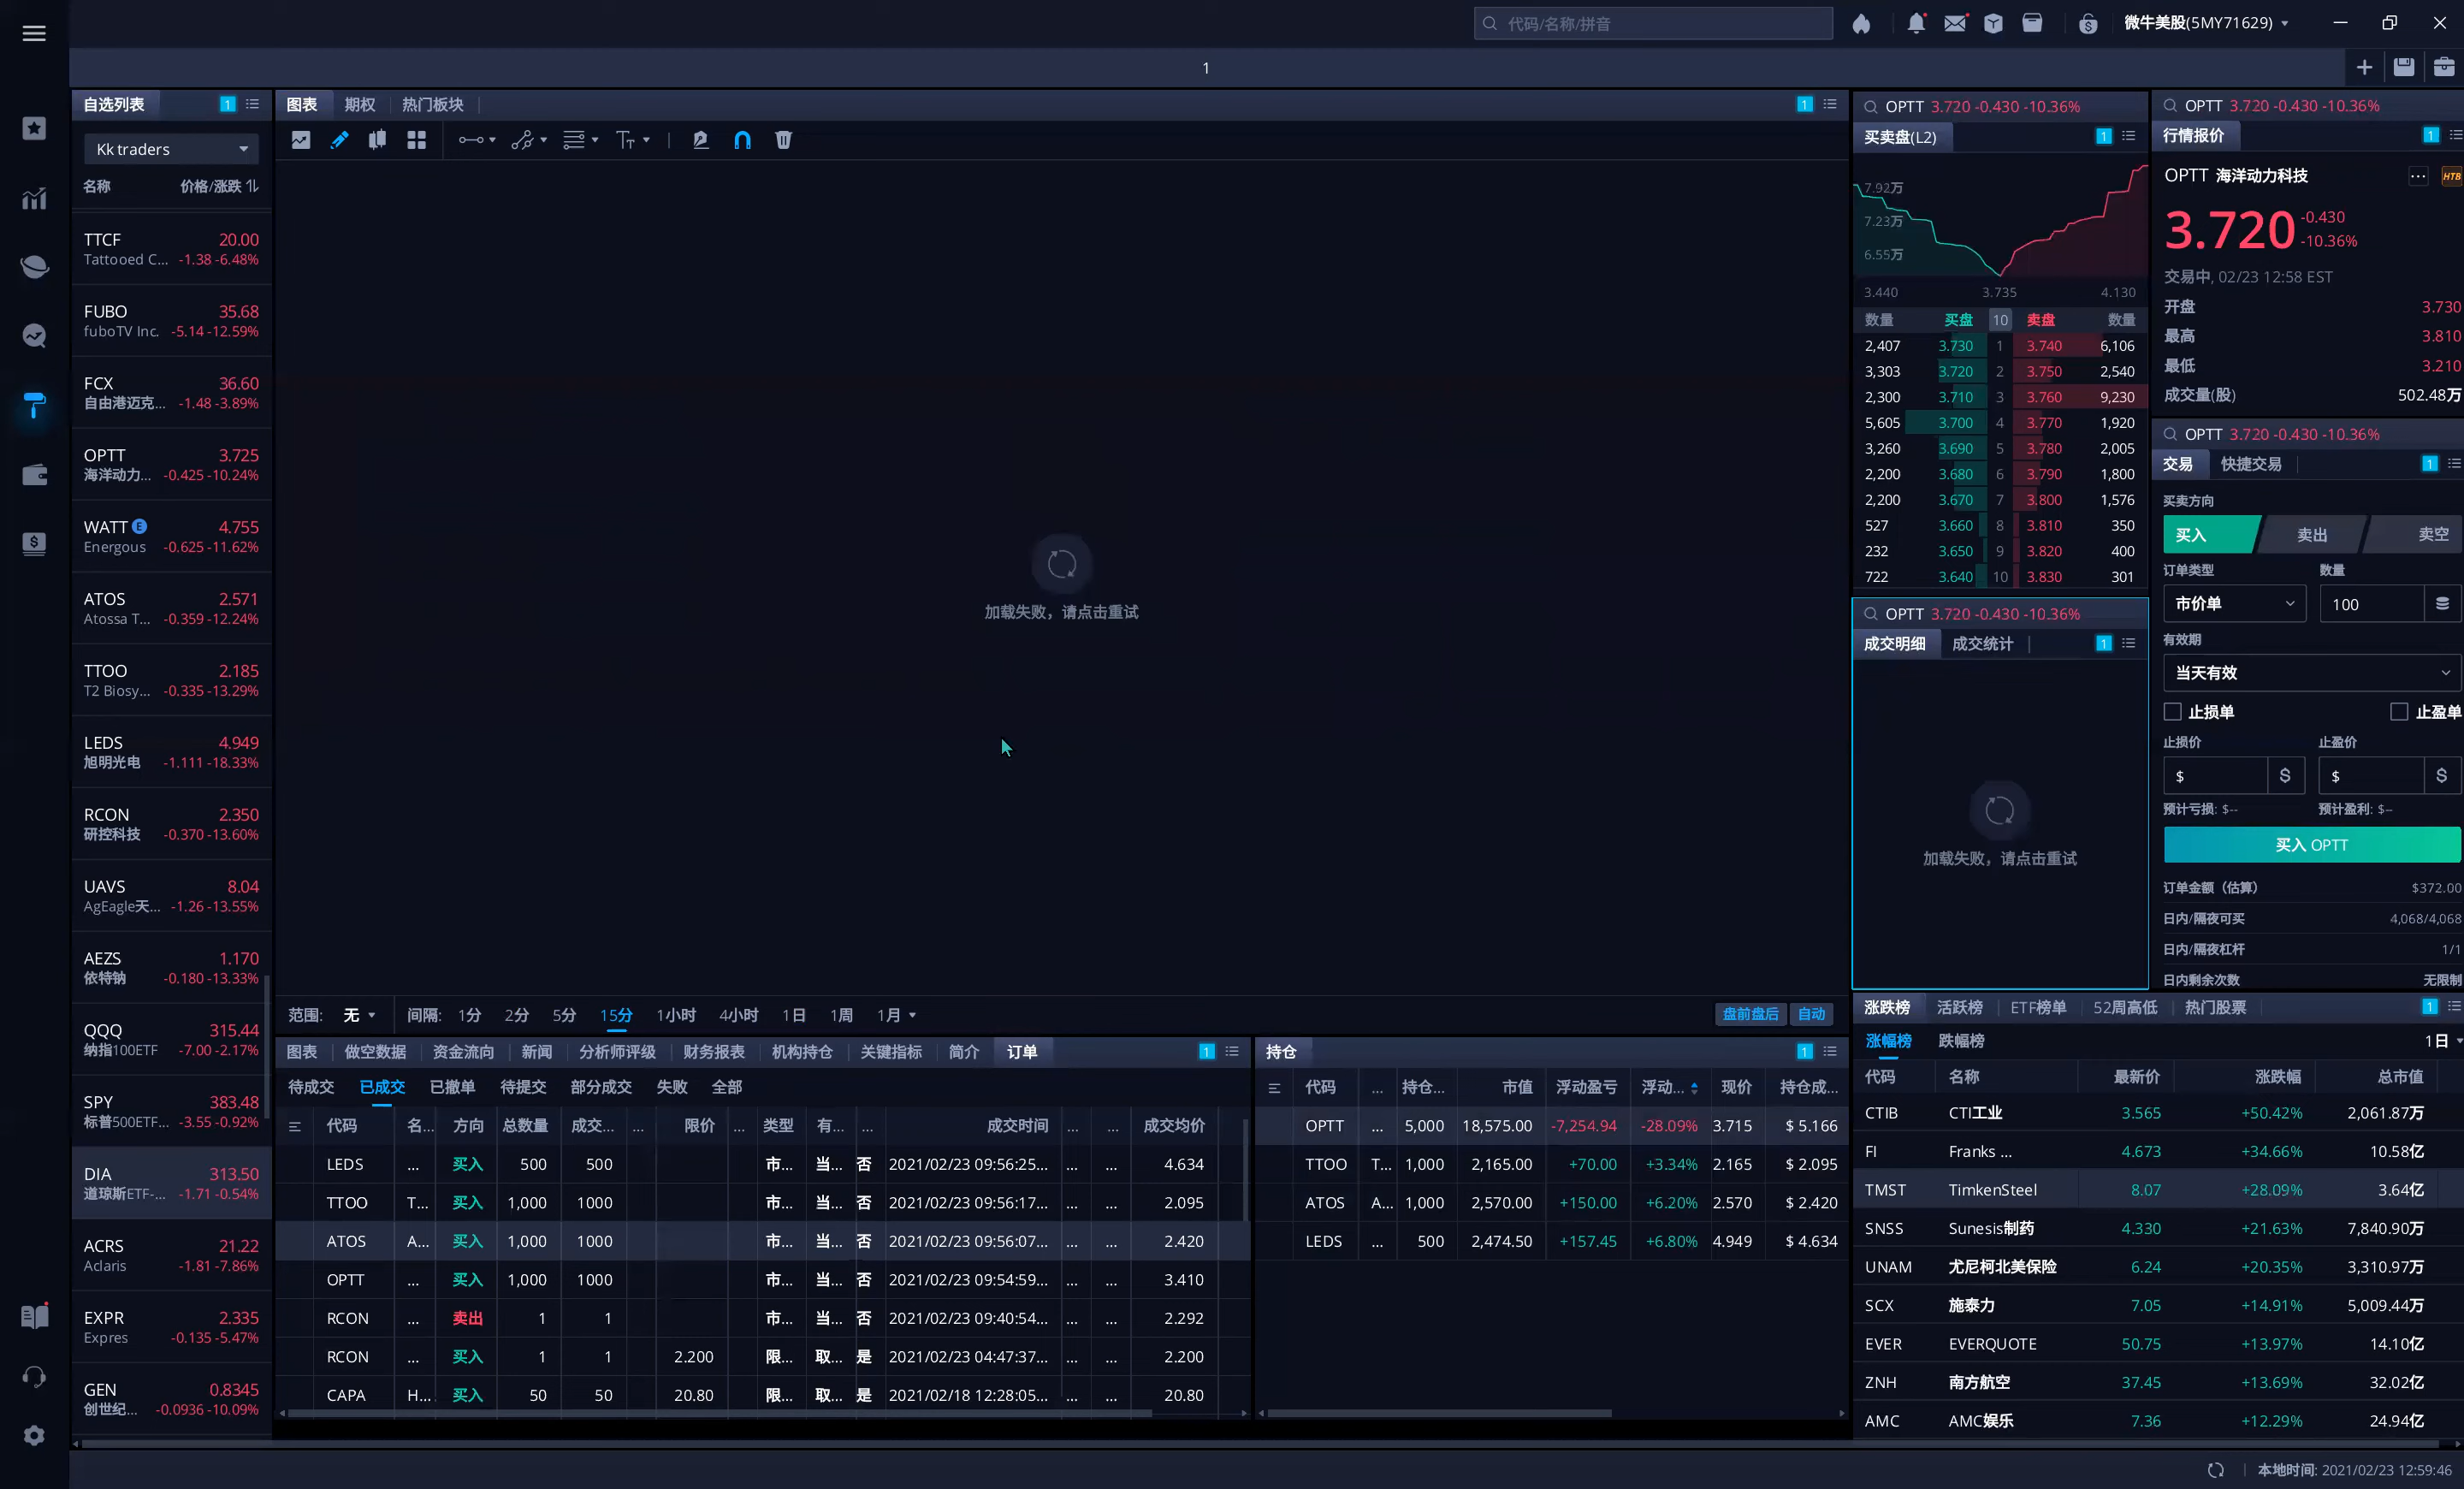 代码/名称/拼音
微牛美股(5MY71629)
1
自选列表 1
Kk traders
名称 价格/涨跌
TTCF 20.00
Tattooed C... -1.38 -6.48%
FUBO 35.68
fuboTV Inc. -5.14 -12.59%
FCX 36.60
自由港迈克... -1.48 -3.89%
OPTT 3.725
海洋动力... -0.425 -10.24%
WATT E 4.755
Energous -0.625 -11.62%
ATOS 2.571
Atossa T... -0.359 -12.24%
TTOO 2.185
T2 Biosy... -0.335 -13.29%
LEDS 4.949
旭明光电 -1.111 -18.33%
RCON 2.350
研控科技 -0.370 -13.60%
UAVS 8.04
AgEagle天... -1.26 -13.55%
AEZS 1.170
依特钠 -0.180 -13.33%
QQQ 315.44
纳指100ETF -7.00 -2.17%
SPY 383.48
标普500ETF... -3.55 -0.92%
DIA 313.50
道琼斯ETF-... -1.71 -0.54%
ACRS 21.22
Aclaris -1.81 -7.86%
EXPR 2.335
Expres -0.135 -5.47%
GEN 0.8345
创世纪... -0.0936 -10.09%
图表 期权 热门板块 1
加载失败，请点击重试
范围: 无 间隔: 1分 2分 5分 15分 1小时 4小时 1日 1周 1月 盘前盘后 自动
图表 做空数据 资金流向 新闻 分析师评级 财务报表 机构持仓 关键指标 简介 订单 1
待成交 已成交 已撤单 待提交 部分成交 失败 全部
代码 名... 方向 总数量 成交... ... 限价 ... 类型 有... ... 成交时间 ... ... 成交均价
LEDS ... 买入 500 500 市... 当... 否 2021/02/23 09:56:25... ... ... 4.634
TTOO T... 买入 1,000 1000 市... 当... 否 2021/02/23 09:56:17... ... ... 2.095
ATOS A... 买入 1,000 1000 市... 当... 否 2021/02/23 09:56:07... ... ... 2.420
OPTT ... 买入 1,000 1000 市... 当... 否 2021/02/23 09:54:59... ... ... 3.410
RCON ... 卖出 1 1 市... 当... 否 2021/02/23 09:40:54... ... ... 2.292
RCON ... 买入 1 1 2.200 限... 取... 是 2021/02/23 04:47:37... ... ... 2.200
CAPA H... 买入 50 50 20.80 限... 取... 是 2021/02/18 12:28:05... ... ... 20.80
持仓 1
代码 ... 持仓... 市值 浮动盈亏 浮动... 现价 持仓成...
OPTT ... 5,000 18,575.00 -7,254.94 -28.09% 3.715 $ 5.166
TTOO T... 1,000 2,165.00 +70.00 +3.34% 2.165 $ 2.095
ATOS A... 1,000 2,570.00 +150.00 +6.20% 2.570 $ 2.420
LEDS ... 500 2,474.50 +157.45 +6.80% 4.949 $ 4.634
OPTT 3.720 -0.430 -10.36%
买卖盘(L2) 1
7.92万
7.23万
6.55万
3.440 3.735 4.130
数量 买盘 10 卖盘 数量
2,407 3.730 1 3.740 6,106
3,303 3.720 2 3.750 2,540
2,300 3.710 3 3.760 9,230
5,605 3.700 4 3.770 1,920
3,260 3.690 5 3.780 2,005
2,200 3.680 6 3.790 1,800
2,200 3.670 7 3.800 1,576
527 3.660 8 3.810 350
232 3.650 9 3.820 400
722 3.640 10 3.830 301
OPTT 3.720 -0.430 -10.36%
成交明细 成交统计 1
加载失败，请点击重试
OPTT 3.720 -0.430 -10.36%
行情报价 1
OPTT 海洋动力科技 ... HTB
3.720 -0.430
-10.36%
交易中, 02/23 12:58 EST
开盘 3.730
最高 3.810
最低 3.210
成交量(股) 502.48万
OPTT 3.720 -0.430 -10.36%
交易 快捷交易 1
买卖方向
买入 卖出 卖空
订单类型 数量
市价单 100
有效期
当天有效
止损单 止盈单
止损价 止盈价
$ $ $ $
预计亏损: $-- 预计盈利: $--
买入 OPTT
订单金额（估算） $372.00
日内/隔夜可买 4,068/4,068
日内/隔夜杠杆 1/1
日内剩余次数 无限制
涨跌榜 活跃榜 ETF榜单 52周高低 热门股票 1
涨幅榜 跌幅榜 1日
代码 名称 最新价 涨跌幅 总市值
CTIB CTI工业 3.565 +50.42% 2,061.87万
FI Franks ... 4.673 +34.66% 10.58亿
TMST TimkenSteel 8.07 +28.09% 3.64亿
SNSS Sunesis制药 4.330 +21.63% 7,840.90万
UNAM 尤尼柯北美保险 6.24 +20.35% 3,310.97万
SCX 施泰力 7.05 +14.91% 5,009.44万
EVER EVERQUOTE 50.75 +13.97% 14.10亿
ZNH 南方航空 37.45 +13.69% 32.02亿
AMC AMC娱乐 7.36 +12.29% 24.94亿
本地时间: 2021/02/23 12:59:46